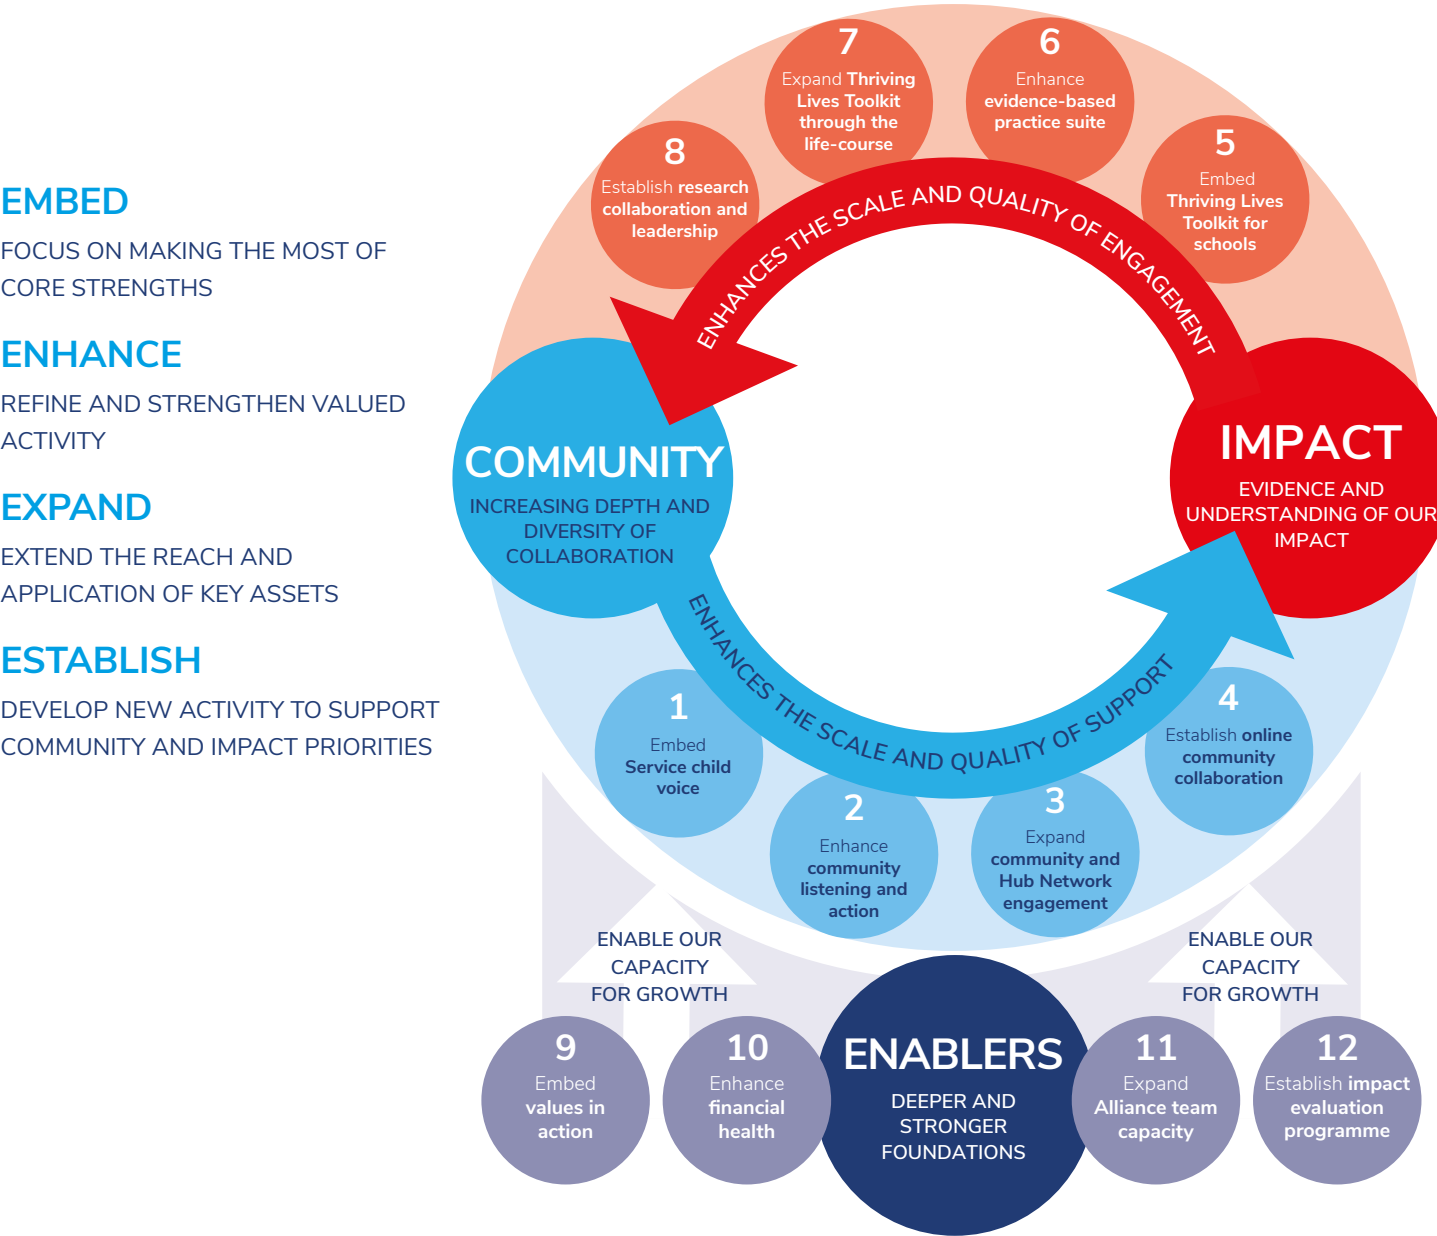 EMBED
FOCUS ON MAKING THE MOST OF
CORE STRENGTHS
ENHANCE
REFINE AND STRENGTHEN VALUED
ACTIVITY
EXPAND
EXTEND THE REACH AND
APPLICATION OF KEY ASSETS
ESTABLISH
DEVELOP NEW ACTIVITY TO SUPPORT
COMMUNITY AND IMPACT PRIORITIES
7
Expand Thriving
Lives Toolkit
through the
life-course
6
Enhance
evidence-based
practice suite
8
Establish research
collaboration and
leadership
5
Embed
Thriving Lives
Toolkit for
schools
ENHANCES THE SCALE AND QUALITY OF ENGAGEMENT
COMMUNITY
INCREASING DEPTH AND
DIVERSITY OF
COLLABORATION
IMPACT
EVIDENCE AND
UNDERSTANDING OF OUR
IMPACT
ENHANCES THE SCALE AND QUALITY OF SUPPORT
1
Embed
Service child
voice
2
Enhance
community
listening and
action
3
Expand
community and
Hub Network
engagement
4
Establish online
community
collaboration
ENABLE OUR
CAPACITY
FOR GROWTH
ENABLE OUR
CAPACITY
FOR GROWTH
9
Embed
values in
action
10
Enhance
financial
health
ENABLERS
DEEPER AND
STRONGER
FOUNDATIONS
11
Expand
Alliance team
capacity
12
Establish impact
evaluation
programme